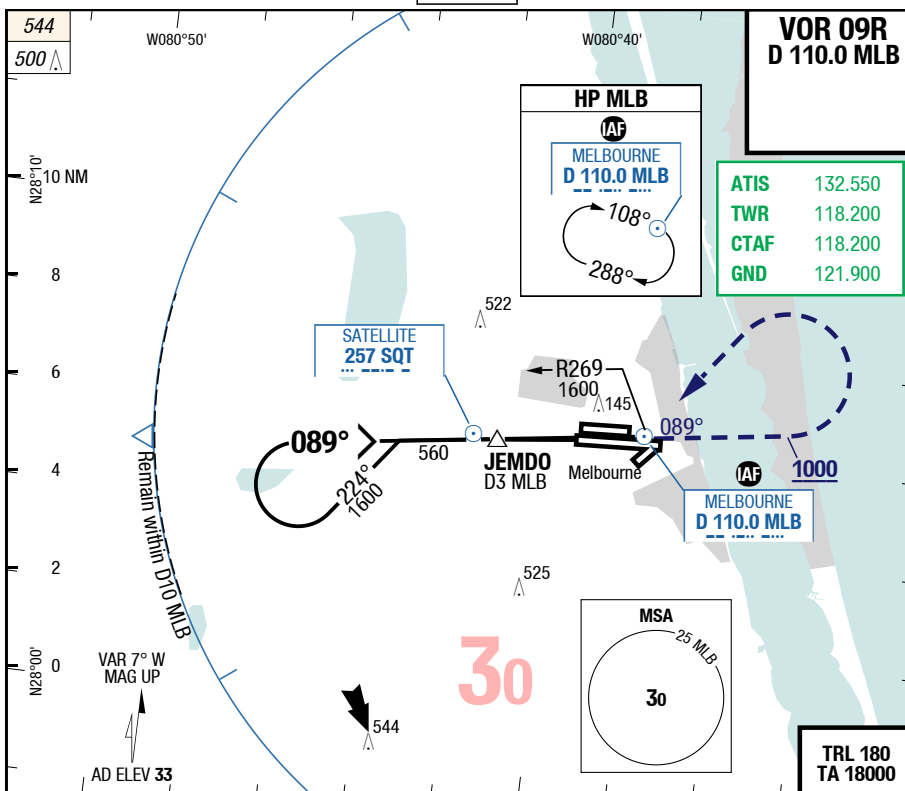 544
500
W080°50'
W080°40'
VOR 09R
D 110.0 MLB
HP MLB
IAF
MELBOURNE
D 110.0 MLB
108°
288°
ATIS 132.550
TWR 118.200
CTAF 118.200
GND 121.900
N28°10'
10 NM
8
522
SATELLITE
257 SQT
6
R269
1600
145
089°
089°
560
JEMDO
D3 MLB
Melbourne
4
224°
1600
1000
IAF
MELBOURNE
D 110.0 MLB
Remain within D10 MLB
2
525
MSA
25 MLB
30
30
N28°00'
0
VAR 7° W
MAG UP
544
AD ELEV 33
TRL 180
TA 18000